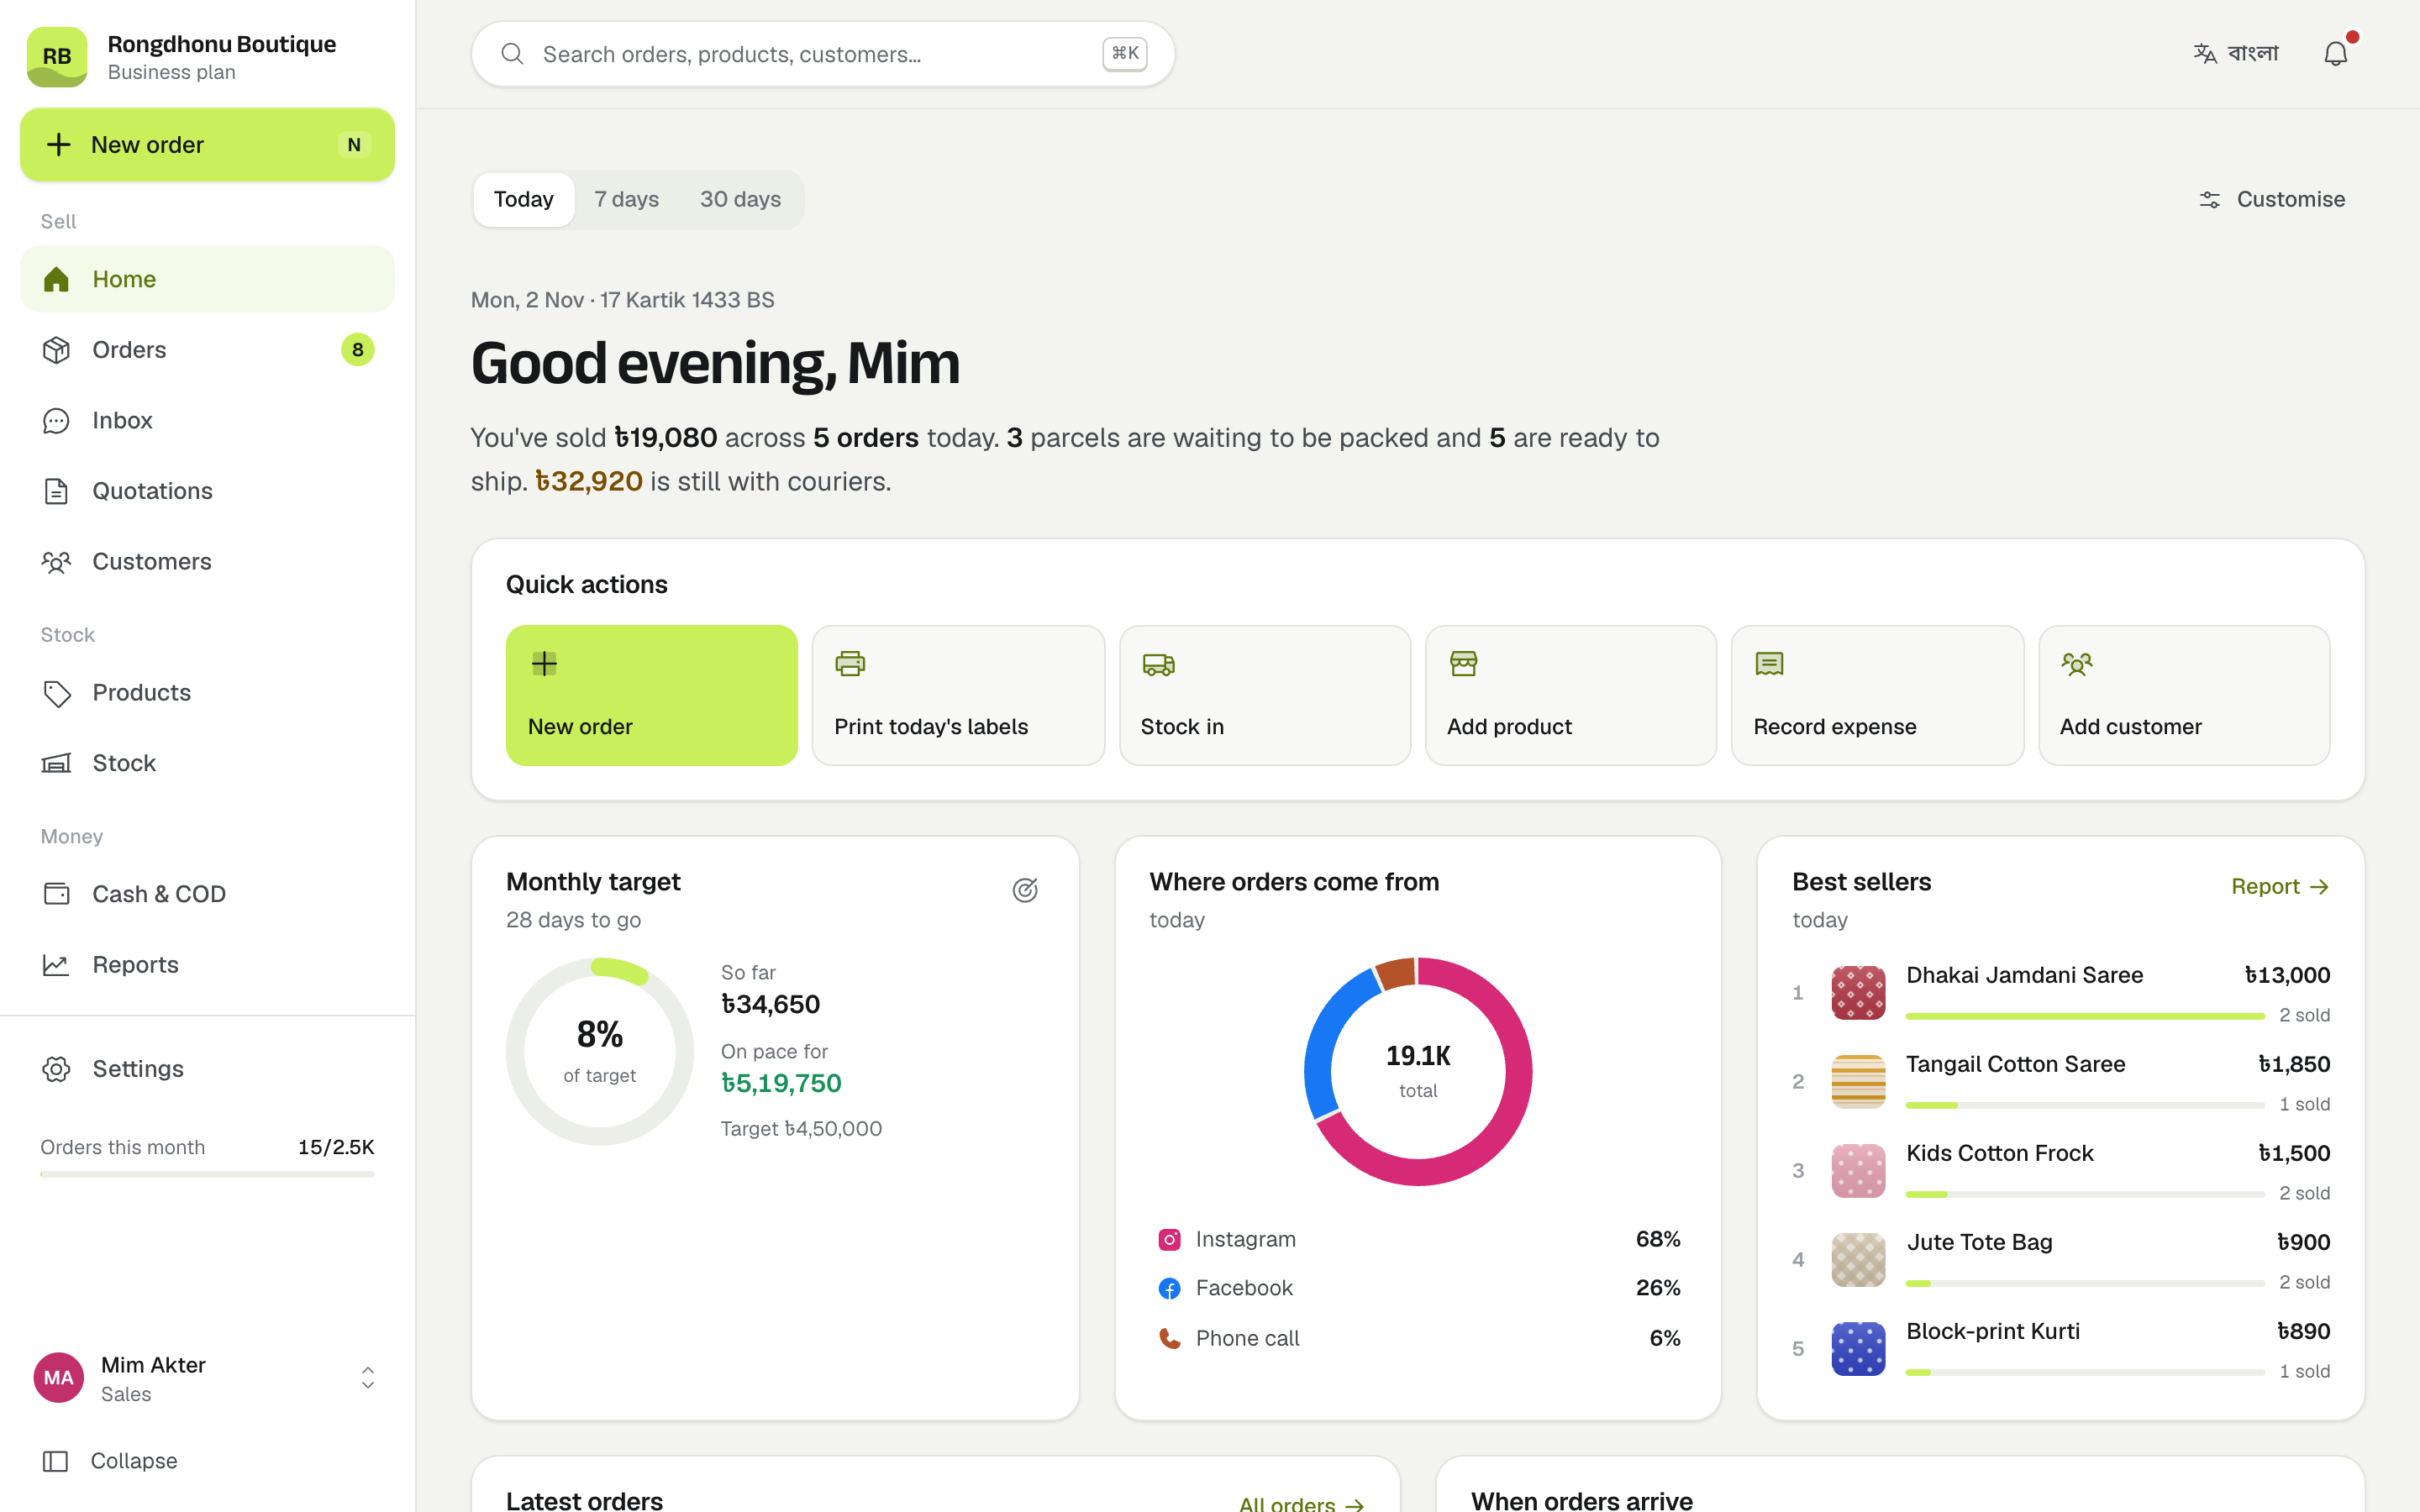 RB
Rongdhonu Boutique
Business plan
New order N
Sell
Home
Orders 8
Inbox
Quotations
Customers
Stock
Products
Stock
Money
Cash & COD
Reports
Settings
Orders this month 15/2.5K
MA
Mim Akter
Sales
Collapse
Search orders, products, customers... ⌘K
বাংলা
Today 7 days 30 days
Customise
Mon, 2 Nov · 17 Kartik 1433 BS
Good evening, Mim
You've sold ৳19,080 across 5 orders today. 3 parcels are waiting to be packed and 5 are ready to
ship. ৳32,920 is still with couriers.
Quick actions
New order
Print today's labels
Stock in
Add product
Record expense
Add customer
Monthly target
28 days to go
8%
of target
So far
৳34,650
On pace for
৳5,19,750
Target ৳4,50,000
Where orders come from
today
19.1K
total
Instagram 68%
Facebook 26%
Phone call 6%
Best sellers
Report →
today
1 Dhakai Jamdani Saree ৳13,000
2 sold
2 Tangail Cotton Saree ৳1,850
1 sold
3 Kids Cotton Frock ৳1,500
2 sold
4 Jute Tote Bag ৳900
2 sold
5 Block-print Kurti ৳890
1 sold
Latest orders
All orders →
When orders arrive